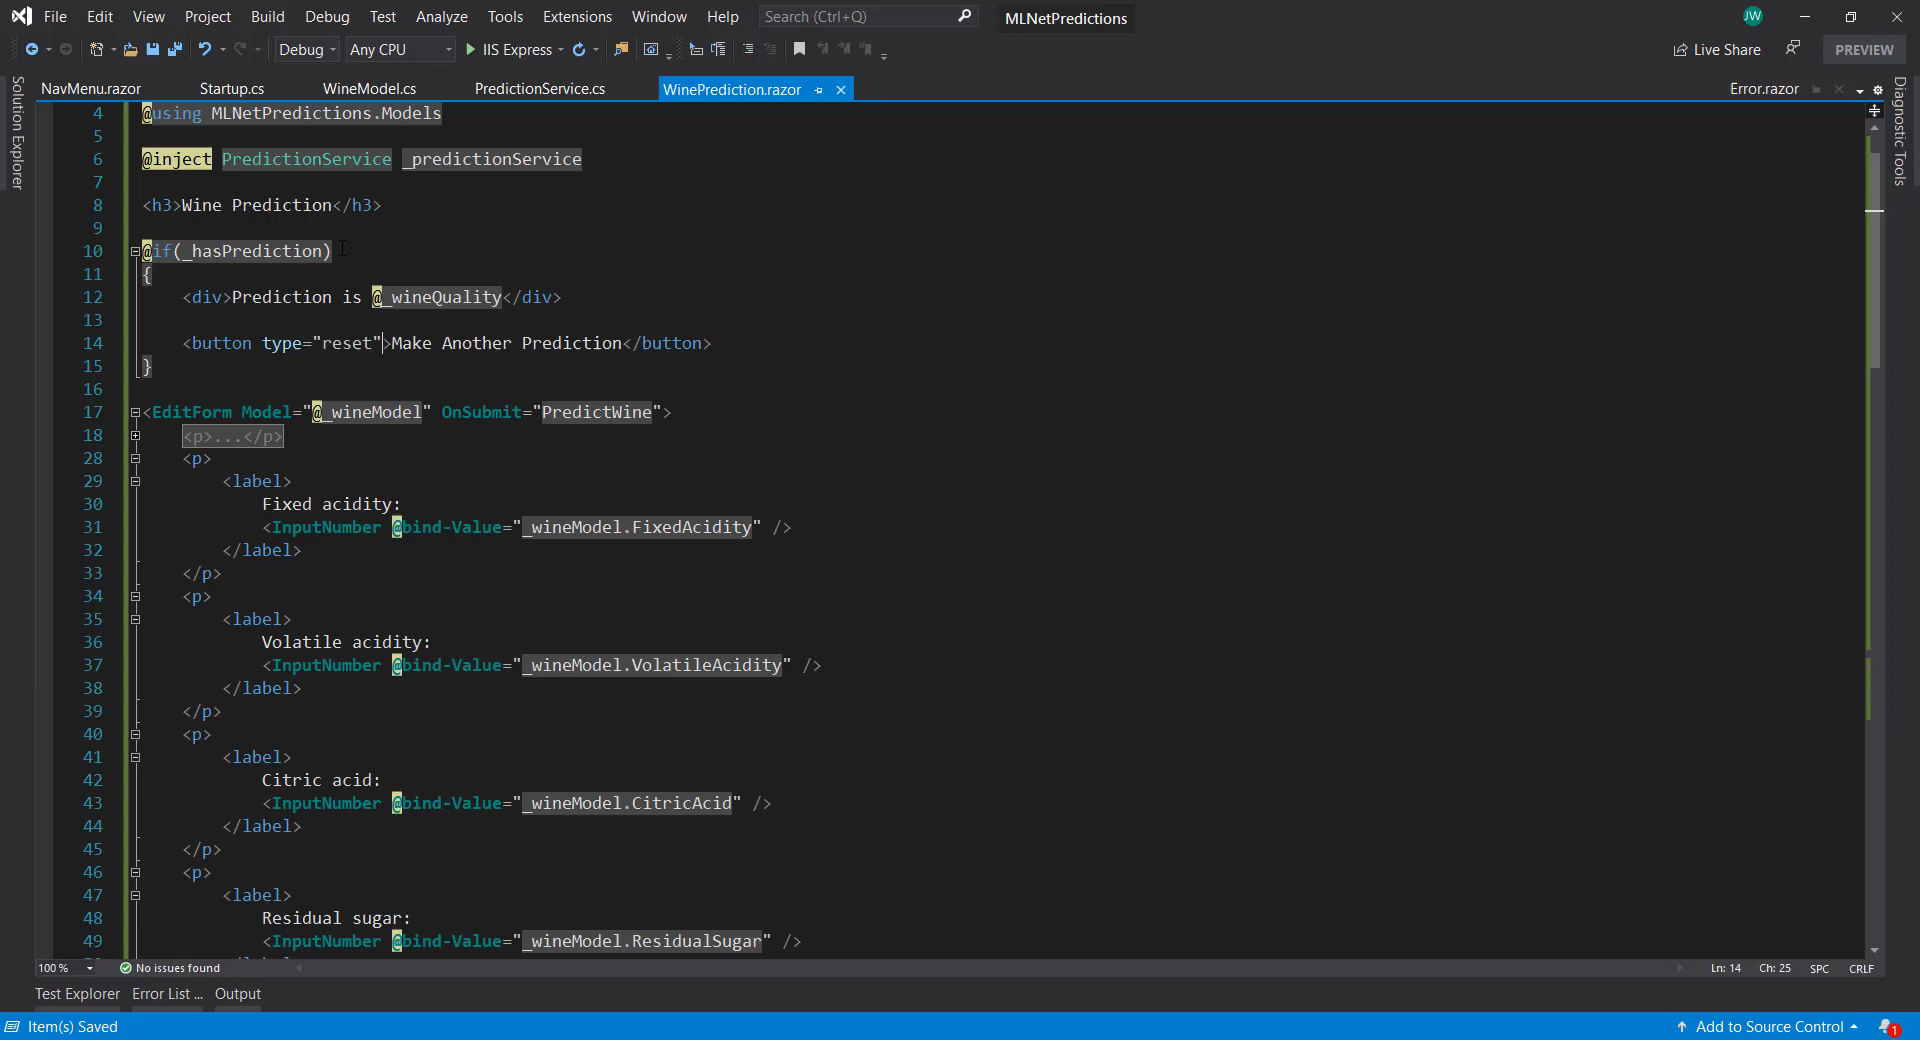 File Edit View Project Build Debug Test Analyze Tools Extensions Window Help Search (Ctrl+Q) MLNetPredictions JW
Debug Any CPU IIS Express Live Share PREVIEW
NavMenu.razor Startup.cs WineModel.cs PredictionService.cs WinePrediction.razor Error.razor
Solution Explorer
Diagnostic Tools
4 @using MLNetPredictions.Models
5
6 @inject PredictionService _predictionService
7
8 <h3>Wine Prediction</h3>
9
10 @if(_hasPrediction)
11 {
12 <div>Prediction is @_wineQuality</div>
13
14 <button type="reset">Make Another Prediction</button>
15 }
16
17 <EditForm Model="@_wineModel" OnSubmit="PredictWine">
18 <p>...</p>
28 <p>
29 <label>
30 Fixed acidity:
31 <InputNumber @bind-Value="_wineModel.FixedAcidity" />
32 </label>
33 </p>
34 <p>
35 <label>
36 Volatile acidity:
37 <InputNumber @bind-Value="_wineModel.VolatileAcidity" />
38 </label>
39 </p>
40 <p>
41 <label>
42 Citric acid:
43 <InputNumber @bind-Value="_wineModel.CitricAcid" />
44 </label>
45 </p>
46 <p>
47 <label>
48 Residual sugar:
49 <InputNumber @bind-Value="_wineModel.ResidualSugar" />
100 % No issues found Ln: 14 Ch: 25 SPC CRLF
Test Explorer Error List ... Output
Item(s) Saved Add to Source Control 1